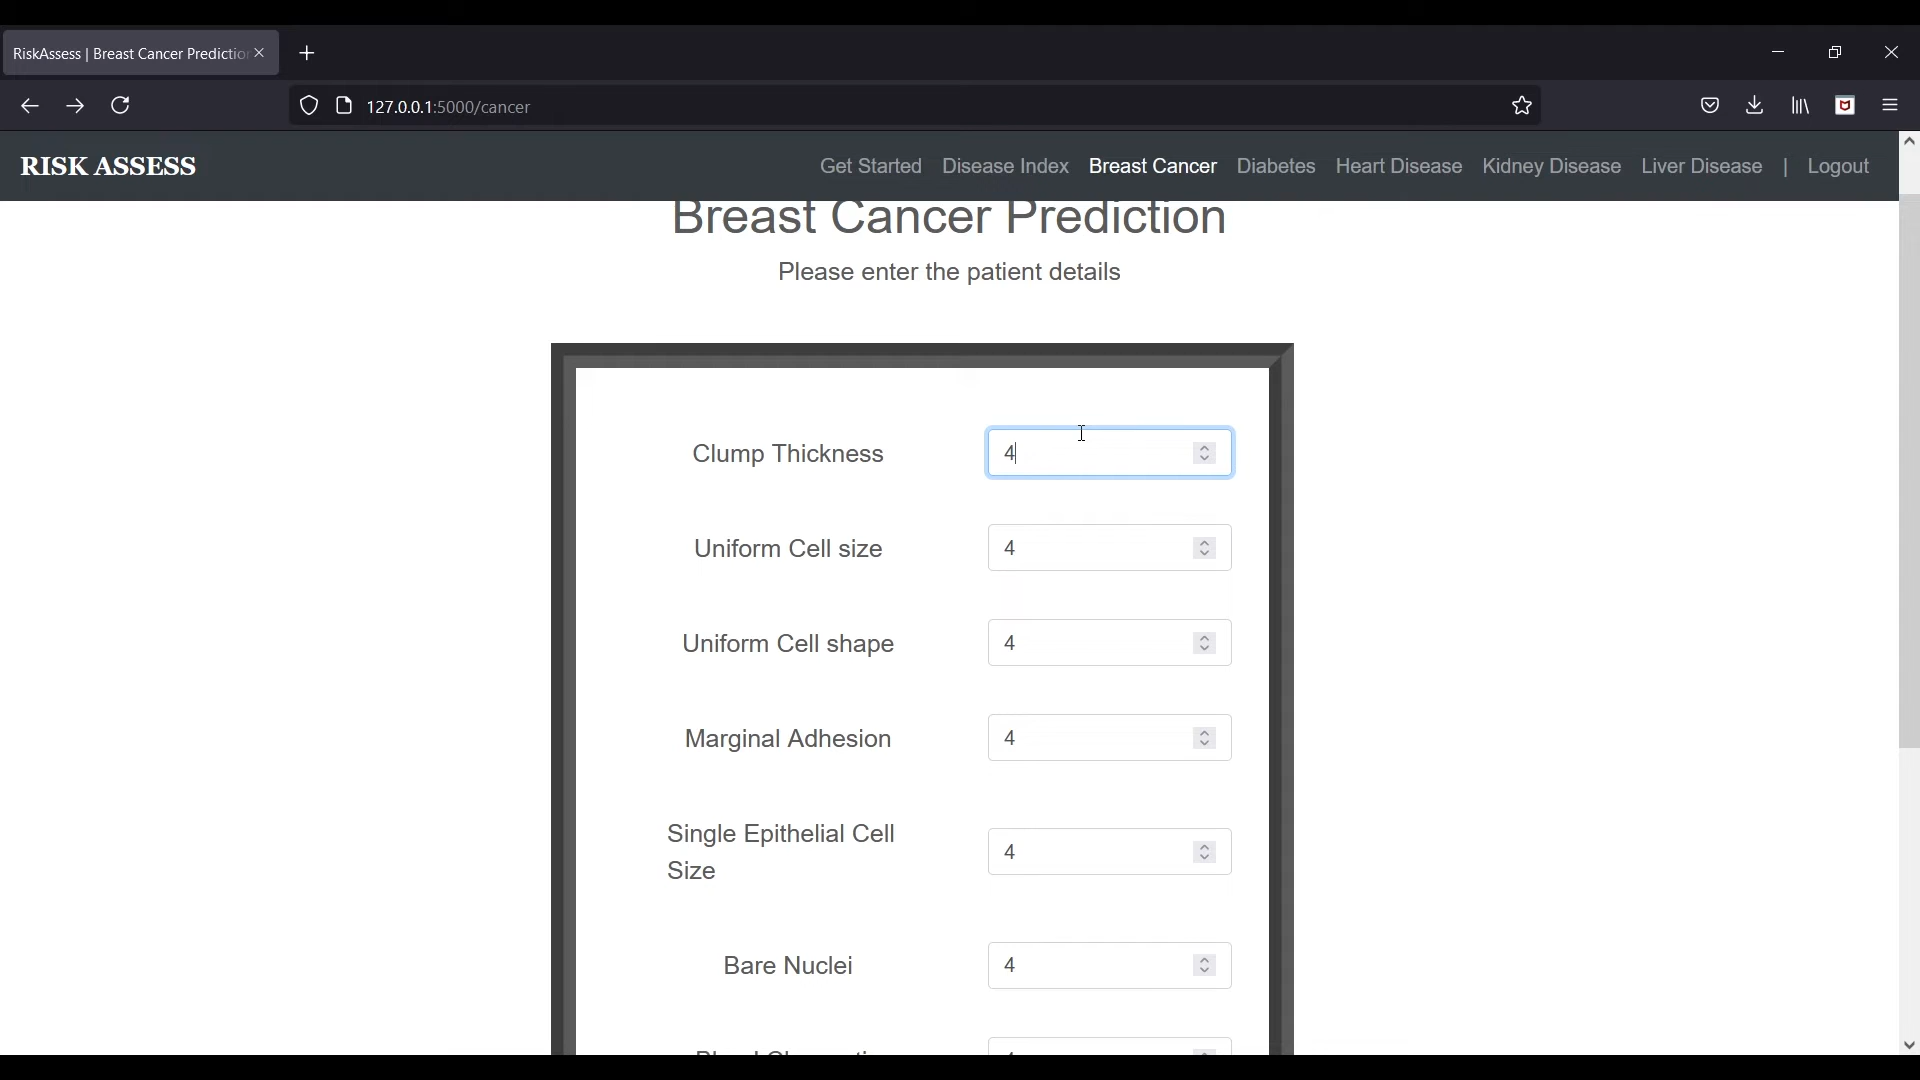 RiskAssess | Breast Cancer Prediction
127.0.0.1:5000/cancer
RISK ASSESS
Get Started Disease Index Breast Cancer Diabetes Heart Disease Kidney Disease Liver Disease | Logout
Breast Cancer Prediction
Please enter the patient details
Clump Thickness 4
Uniform Cell size 4
Uniform Cell shape 4
Marginal Adhesion 4
Single Epithelial Cell
Size 4
Bare Nuclei 4